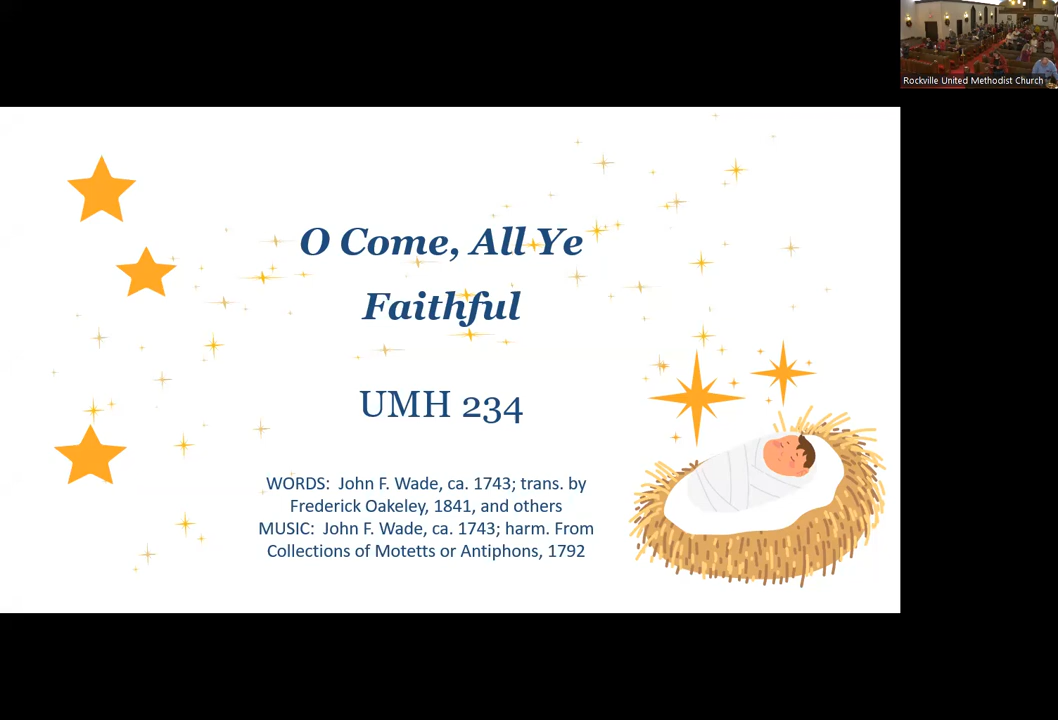 Rockville United Methodist Church
O Come, All Ye
Faithful
UMH 234
WORDS: John F. Wade, ca. 1743; trans. by
Frederick Oakeley, 1841, and others
MUSIC: John F. Wade, ca. 1743; harm. From
Collections of Motetts or Antiphons, 1792